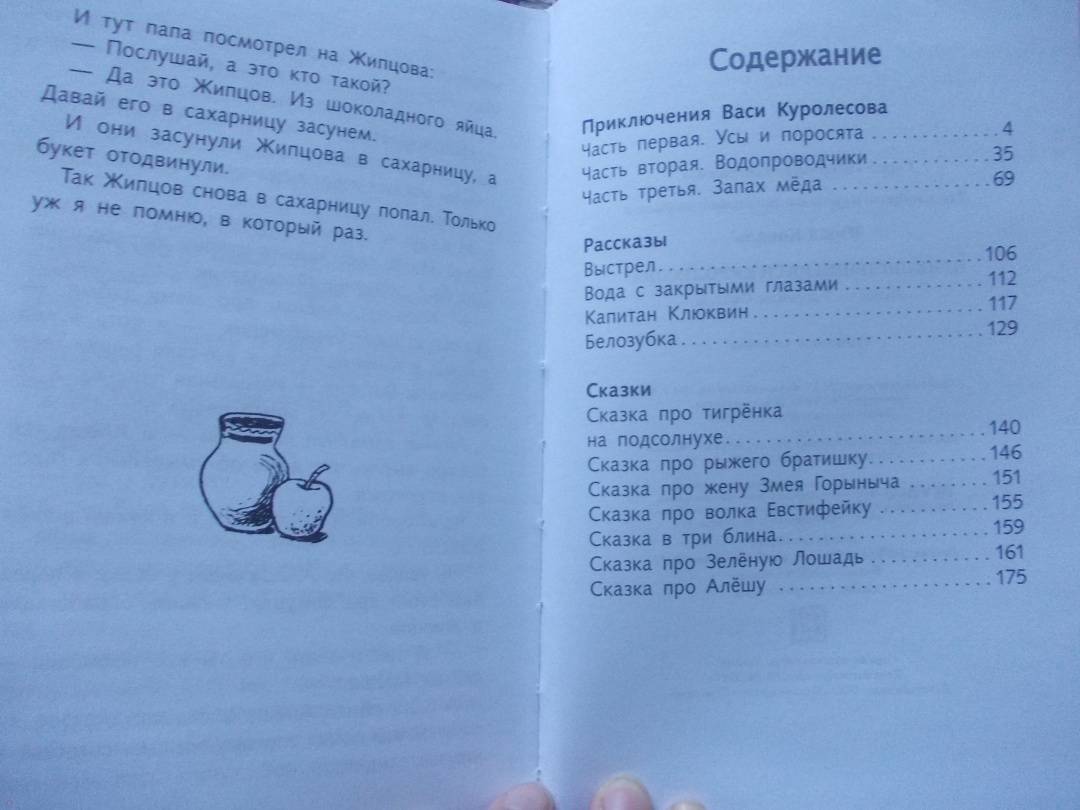 И тут папа посмотрел на Жипцова:
— Послушай, а это кто такой?
— Да это Жипцов. Из шоколадного яйца.
Давай его в сахарницу засунем.
И они засунули Жипцова в сахарницу, а
букет отодвинули.
Так Жипцов снова в сахарницу попал. Только
уж я не помню, в который раз.
Содержание
Приключения Васи Куролесова
Часть первая. Усы и поросята . . . . . . . . . . . . 4
Часть вторая. Водопроводчики . . . . . . . . . . . 35
Часть третья. Запах мёда . . . . . . . . . . . . . . 69
Рассказы
Выстрел. . . . . . . . . . . . . . . . . . . . . . . . . . . . 106
Вода с закрытыми глазами . . . . . . . . . . . . . 112
Капитан Клюквин . . . . . . . . . . . . . . . . . . . . 117
Белозубка. . . . . . . . . . . . . . . . . . . . . . . . . . 129
Сказки
Сказка про тигрёнка
на подсолнухе. . . . . . . . . . . . . . . . . . . . . . . 140
Сказка про рыжего братишку. . . . . . . . . . . 146
Сказка про жену Змея Горыныча . . . . . . . . 151
Сказка про волка Евстифейку . . . . . . . . . . 155
Сказка в три блина. . . . . . . . . . . . . . . . . . . 159
Сказка про Зелёную Лошадь . . . . . . . . . . . 161
Сказка про Алёшу . . . . . . . . . . . . . . . . . . . 175